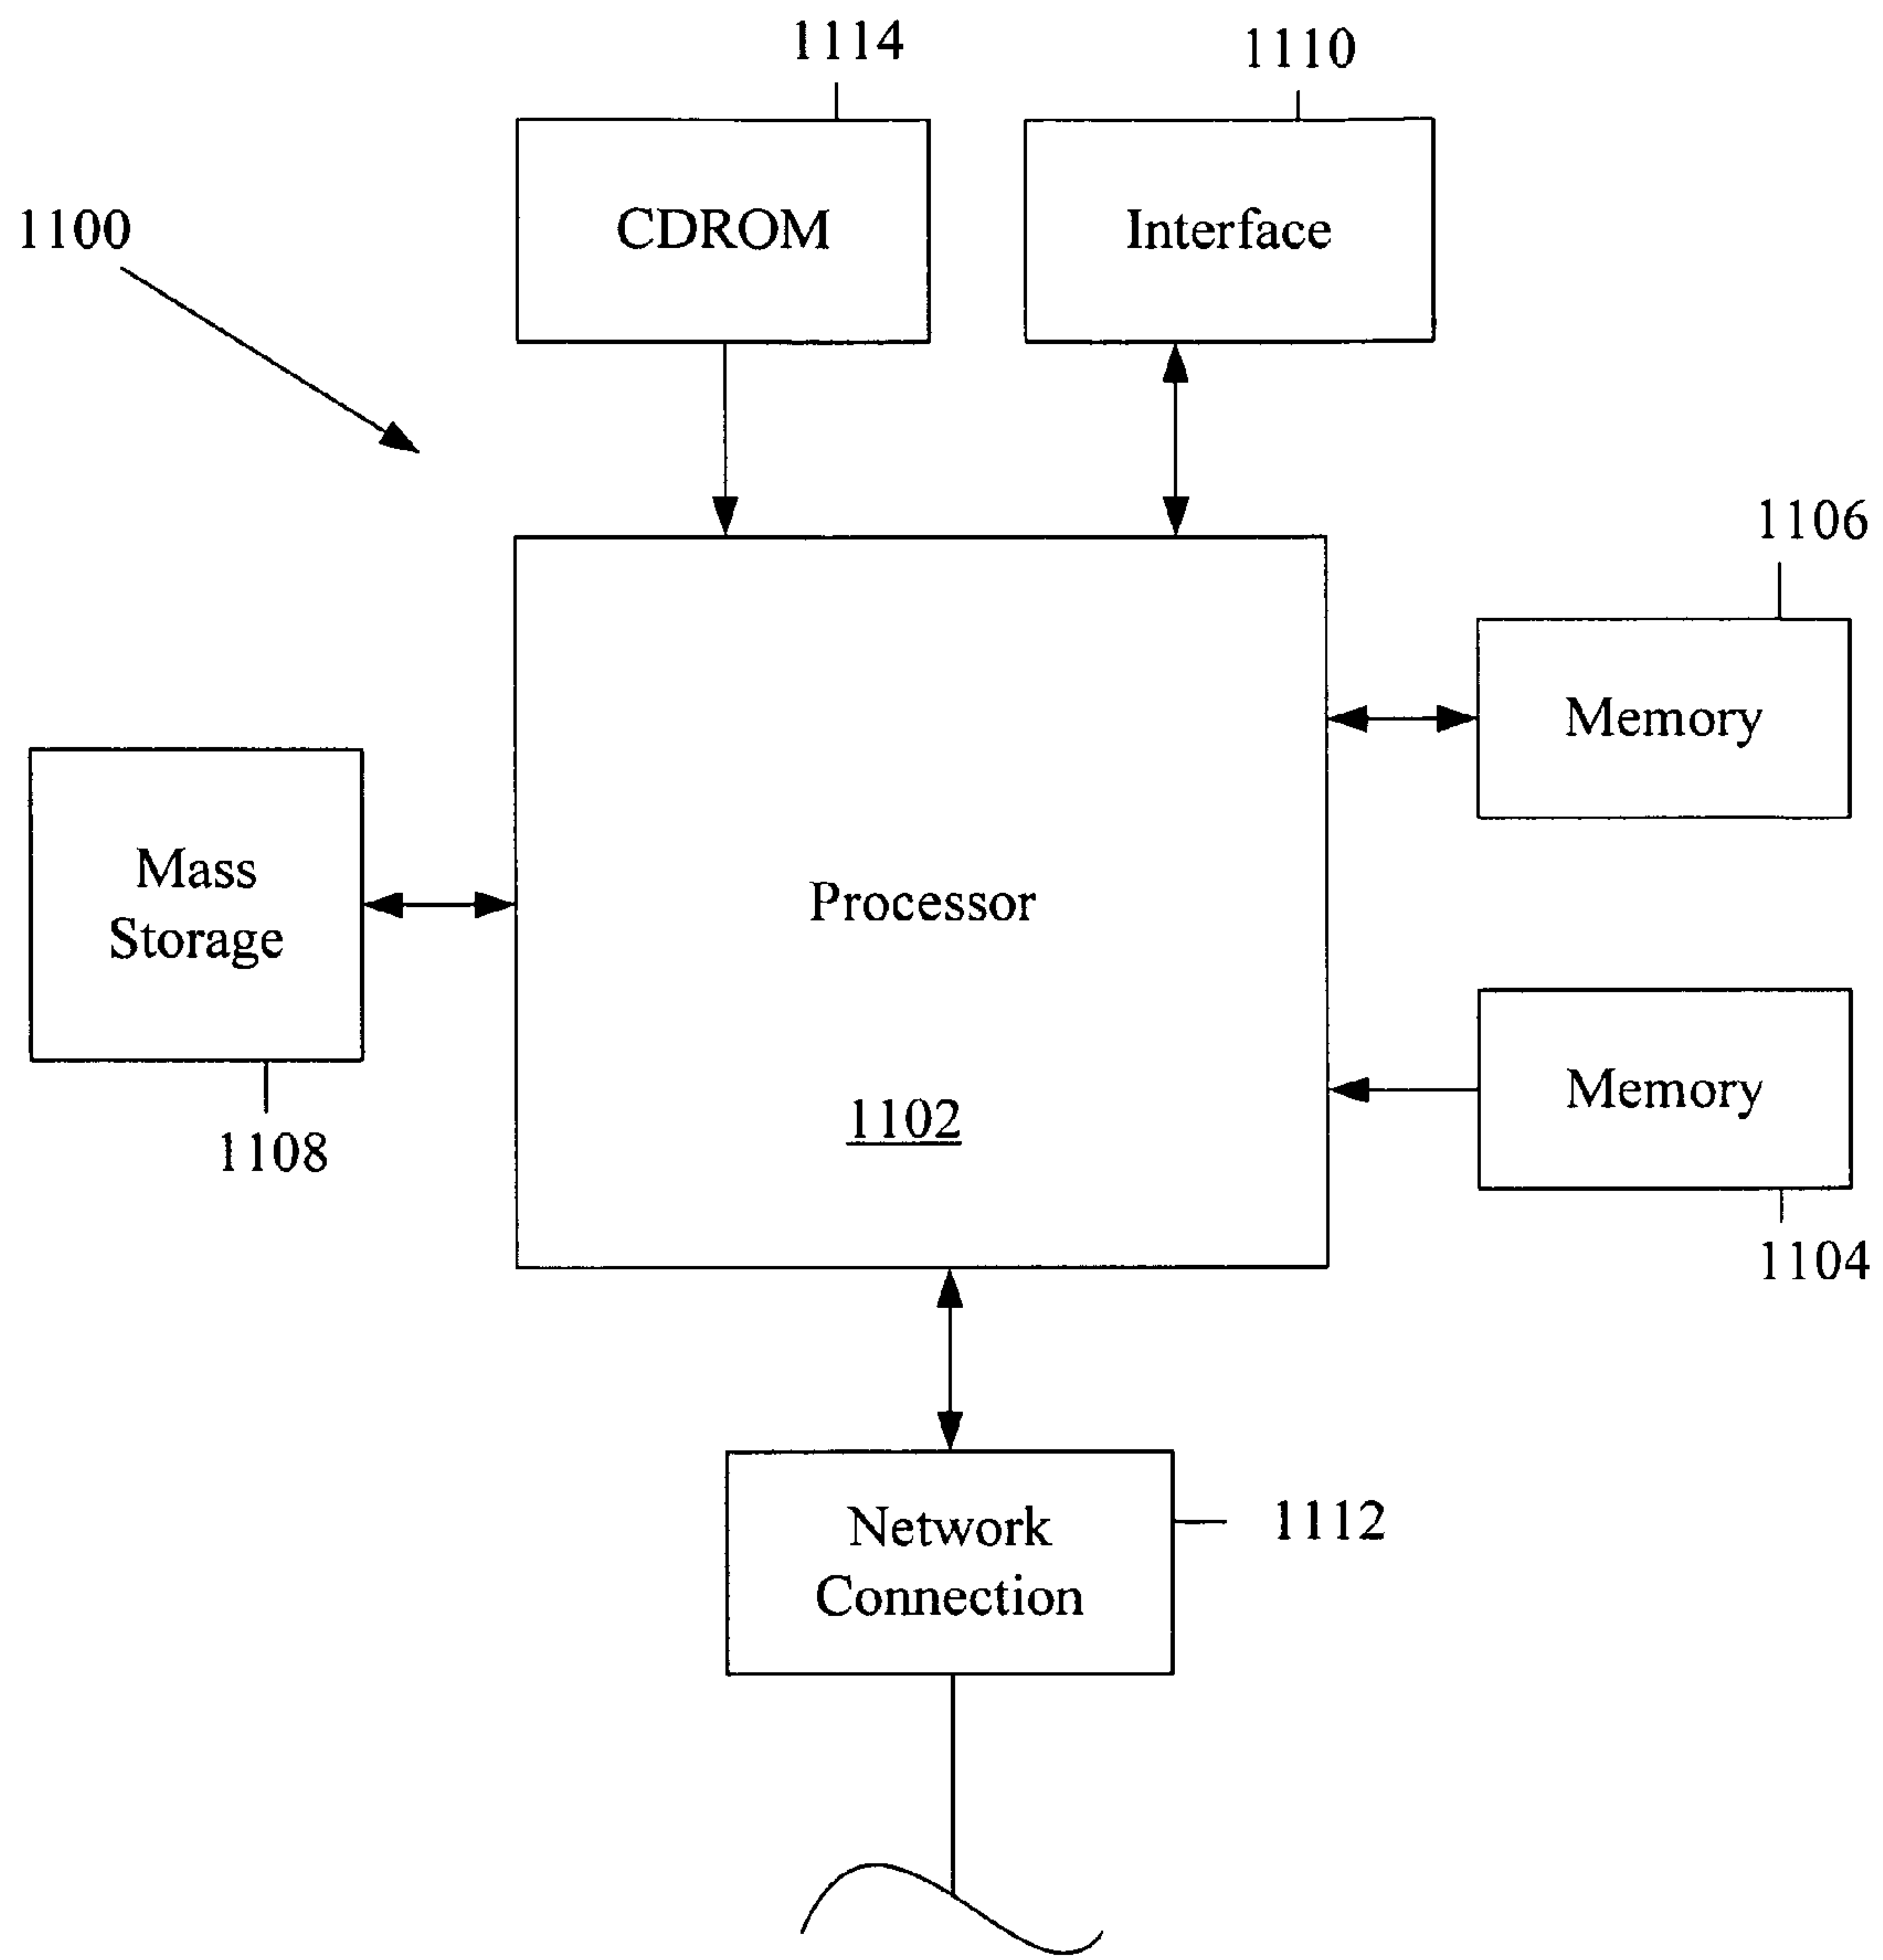 1114
1110
1100
CDROM
Interface
1106
Memory
Mass
Storage
Processor
Memory
1102
1108
1104
Network
Connection
1112